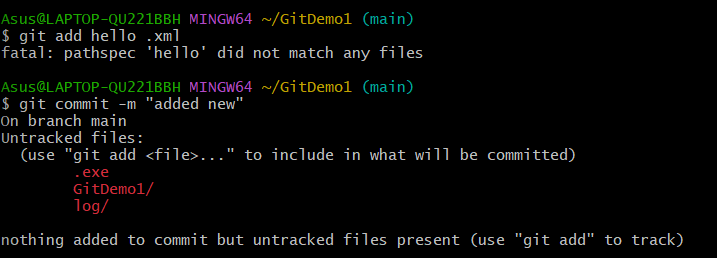 Asus@LAPTOP-QU221BBH MINGW64 ~/GitDemo1 (main)
$ git add hello .xml
fatal: pathspec 'hello' did not match any files
Asus@LAPTOP-QU221BBH MINGW64 ~/GitDemo1 (main)
$ git commit -m "added new"
On branch main
Untracked files:
  (use "git add <file>..." to include in what will be committed)
        .exe
        GitDemo1/
        log/
nothing added to commit but untracked files present (use "git add" to track)